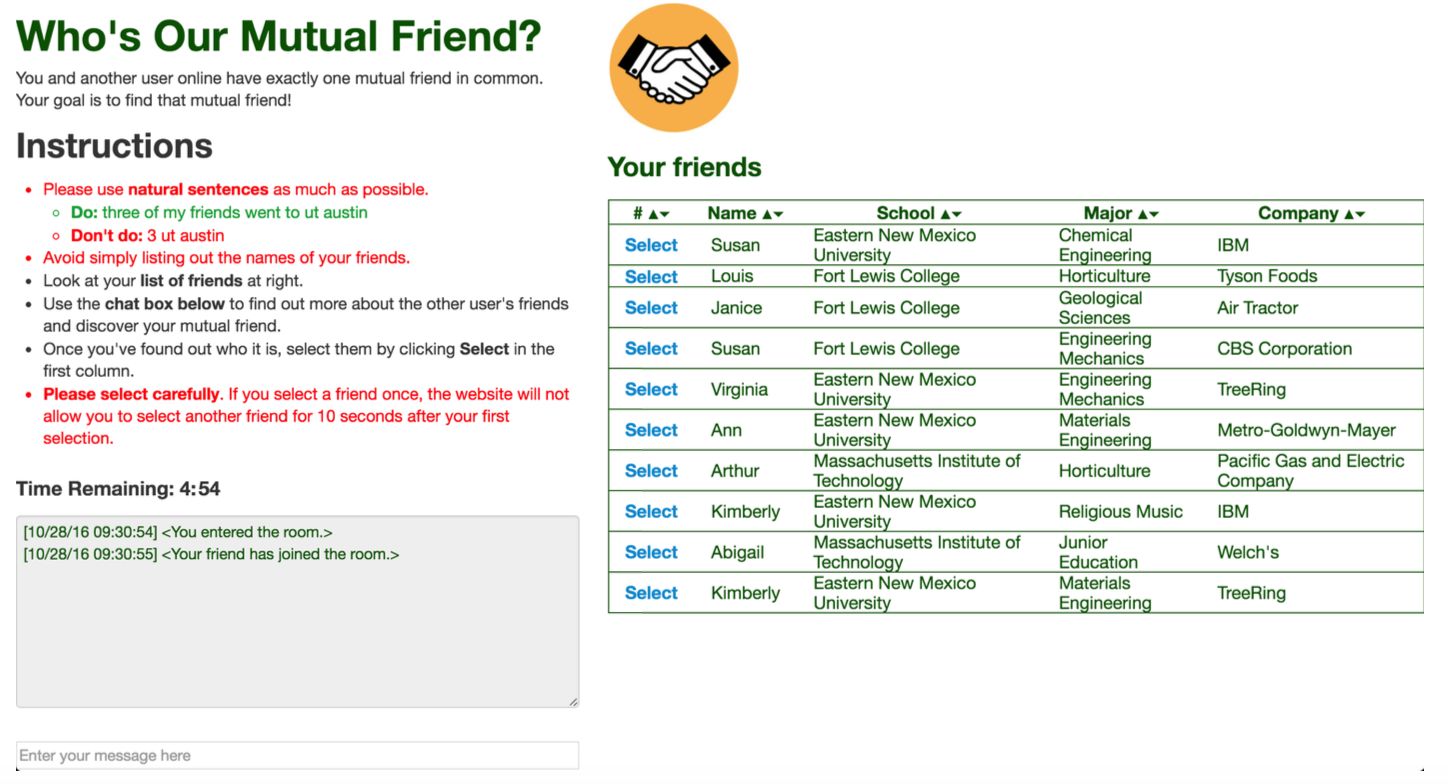 Who's Our Mutual Friend?
You and another user online have exactly one mutual friend in common.
Your goal is to find that mutual friend!
Instructions
• Please use natural sentences as much as possible.
◦ Do: three of my friends went to ut austin
◦ Don't do: 3 ut austin
• Avoid simply listing out the names of your friends.
• Look at your list of friends at right.
• Use the chat box below to find out more about the other user's friends
and discover your mutual friend.
• Once you've found out who it is, select them by clicking Select in the
first column.
• Please select carefully. If you select a friend once, the website will not
allow you to select another friend for 10 seconds after your first
selection.
Time Remaining: 4:54
[10/28/16 09:30:54] <You entered the room.>
[10/28/16 09:30:55] <Your friend has joined the room.>
Enter your message here
Your friends
# ▲▼ Name ▲▼ School ▲▼ Major ▲▼ Company ▲▼
Select Susan Eastern New Mexico University Chemical Engineering IBM
Select Louis Fort Lewis College Horticulture Tyson Foods
Select Janice Fort Lewis College Geological Sciences Air Tractor
Select Susan Fort Lewis College Engineering Mechanics CBS Corporation
Select Virginia Eastern New Mexico University Engineering Mechanics TreeRing
Select Ann Eastern New Mexico University Materials Engineering Metro-Goldwyn-Mayer
Select Arthur Massachusetts Institute of Technology Horticulture Pacific Gas and Electric Company
Select Kimberly Eastern New Mexico University Religious Music IBM
Select Abigail Massachusetts Institute of Technology Junior Education Welch's
Select Kimberly Eastern New Mexico University Materials Engineering TreeRing